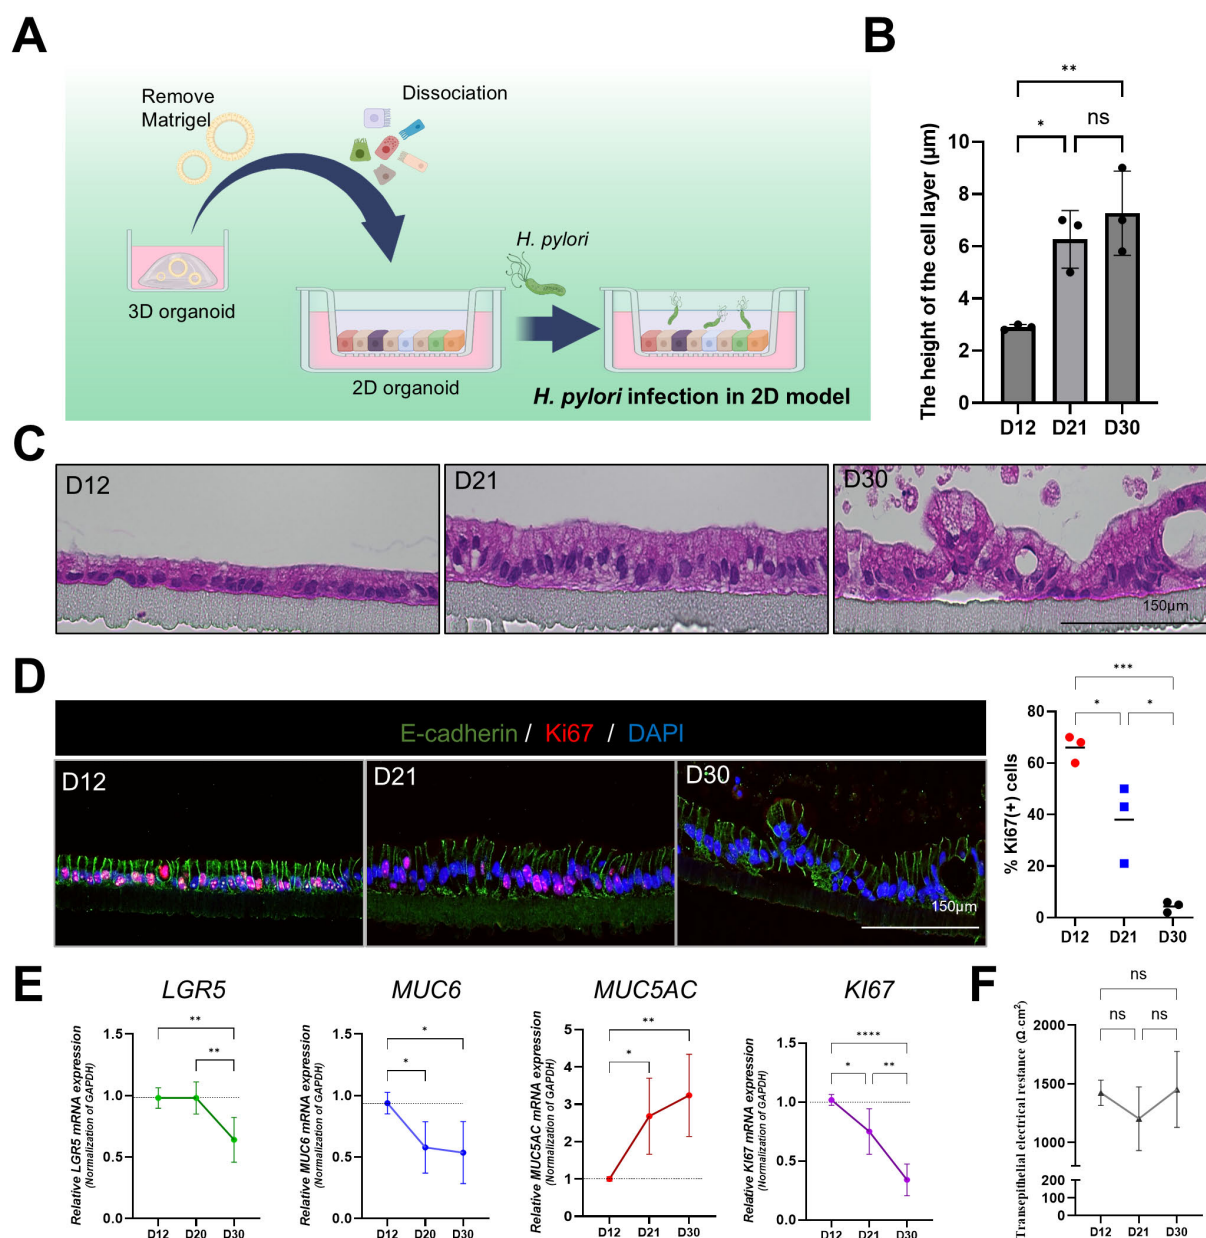 A
Remove
Matrigel
Dissociation
H. pylori
3D organoid
2D organoid
H. pylori infection in 2D model
B
**
*
ns
The height of the cell layer (μm)
10
8
6
4
2
0
D12
D21
D30
C
D12
D21
D30
150μm
D
E-cadherin / Ki67 / DAPI
D12
D21
D30
150μm
***
*
*
% Ki67(+) cells
80
60
40
20
0
D12
D21
D30
E
LGR5
Relative LGR5 mRNA expression
(Normalization of GAPDH)
**
**
1.5
1.0
0.5
0.0
D12
D20
D30
MUC6
Relative MUC6 mRNA expression
(Normalization of GAPDH)
*
*
1.5
1.0
0.5
0.0
D12
D20
D30
MUC5AC
Relative MUC5AC mRNA expression
(Normalization of GAPDH)
**
*
5
4
3
2
1
0
D12
D21
D30
KI67
Relative KI67 mRNA expression
(Normalization of GAPDH)
****
*
**
1.5
1.0
0.5
0.0
D12
D21
D30
F
ns
ns
ns
Transepithelial electrical restance (Ω cm²)
2000
1500
1000
200
100
0
D12
D21
D30